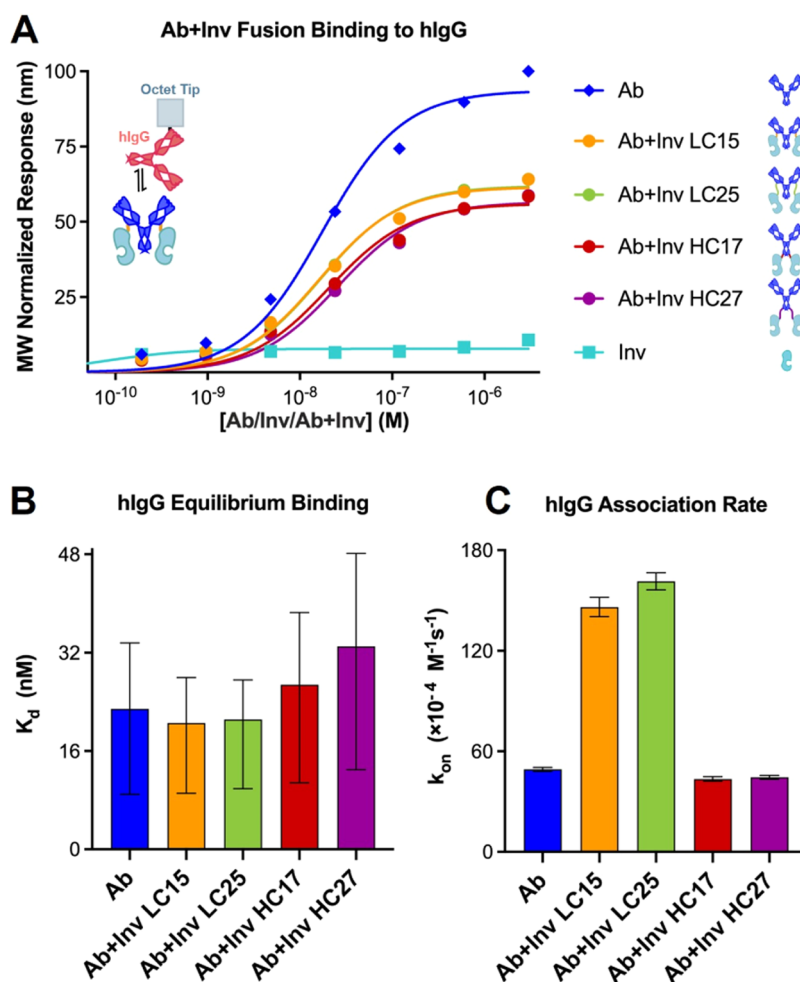 A
Ab+Inv Fusion Binding to hIgG
MW Normalized Response (nm)
100
75
50
25
Octet Tip
hIgG
10-10
10-9
10-8
10-7
10-6
[Ab/Inv/Ab+Inv] (M)
Ab
Ab+Inv LC15
Ab+Inv LC25
Ab+Inv HC17
Ab+Inv HC27
Inv
B
hIgG Equilibrium Binding
Kd (nM)
48
32
16
0
Ab
Ab+Inv LC15
Ab+Inv LC25
Ab+Inv HC17
Ab+Inv HC27
C
hIgG Association Rate
kon (×10-4 M-1s-1)
180
120
60
0
Ab
Ab+Inv LC15
Ab+Inv LC25
Ab+Inv HC17
Ab+Inv HC27